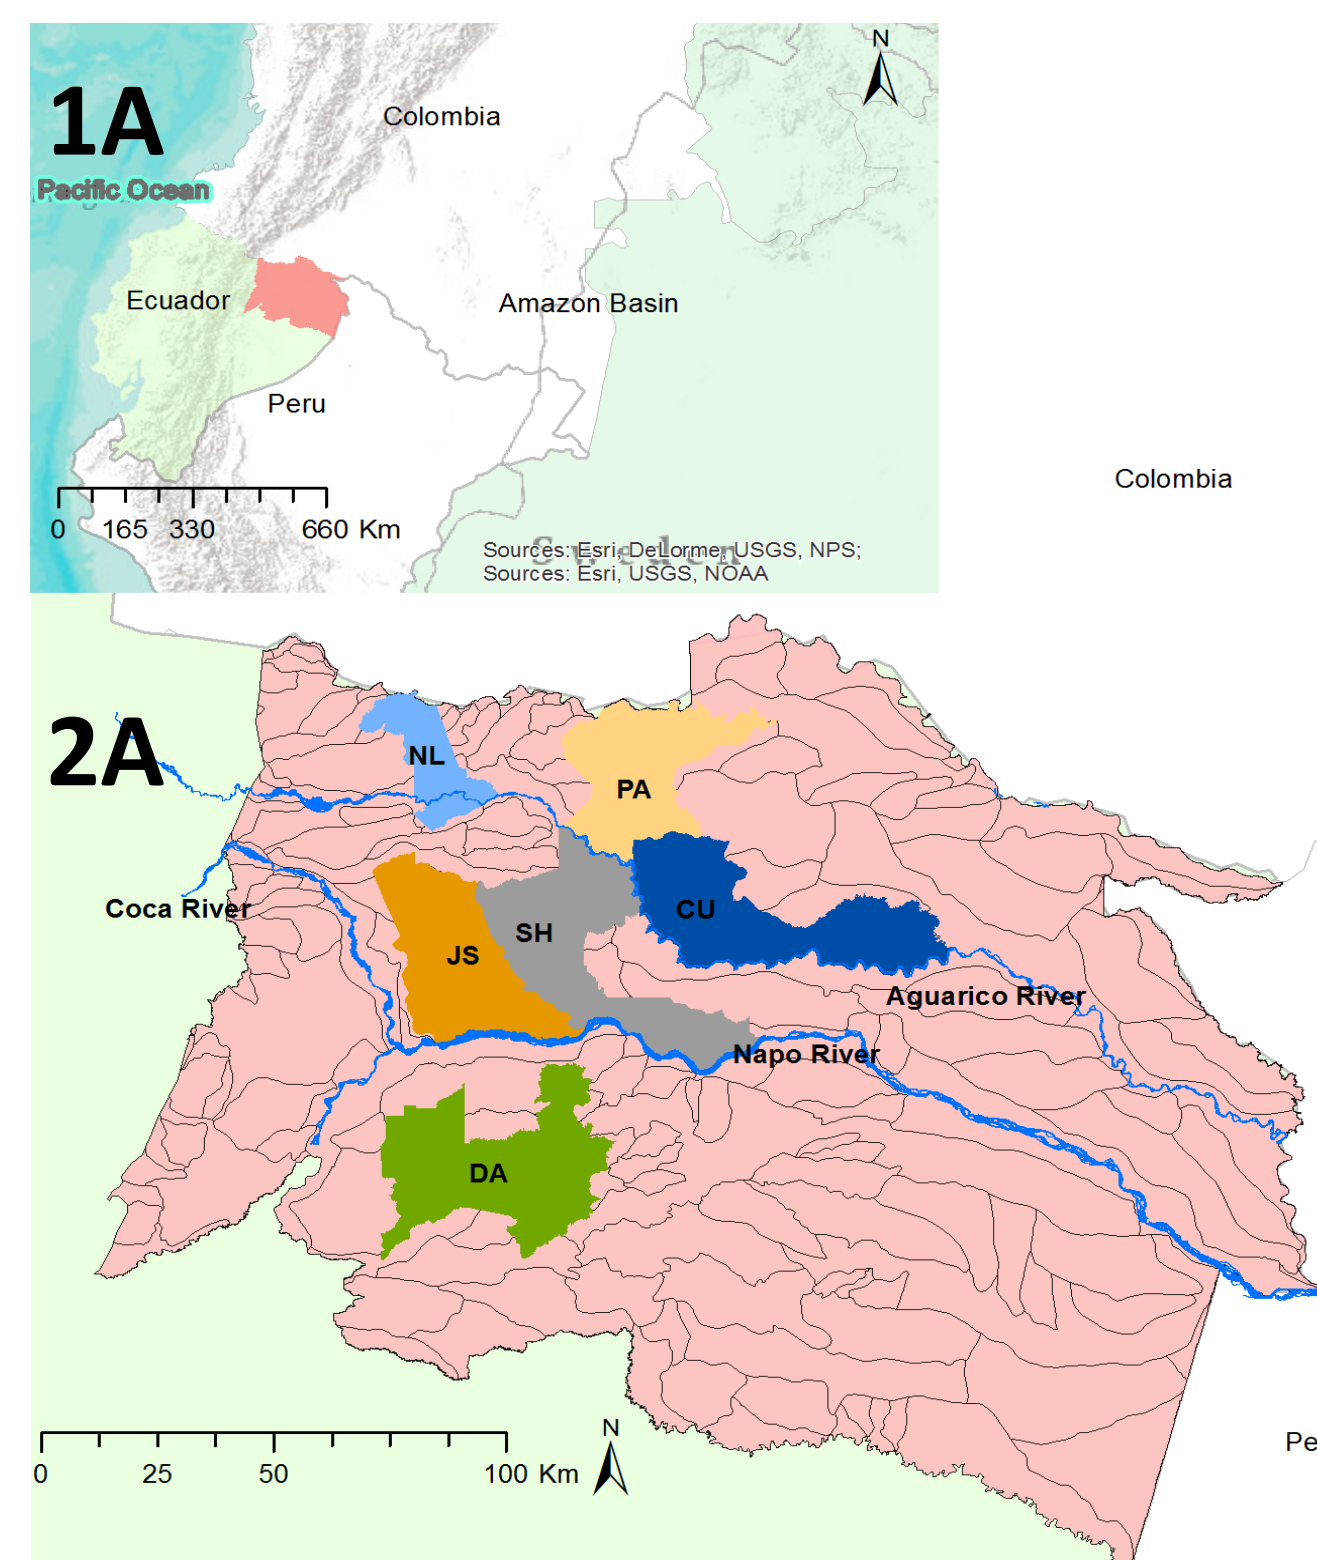 N
1A
Colombia
Pacific Ocean
Ecuador
Amazon Basin
Peru
0 165 330 660 Km
Sweden
Sources: Esri, DeLorme, USGS, NPS;
Sources: Esri, USGS, NOAA
Colombia
2A
NL
PA
Coca River
CU
SH
JS
Aguarico River
Napo River
DA
N
Pe
0 25 50 100 Km